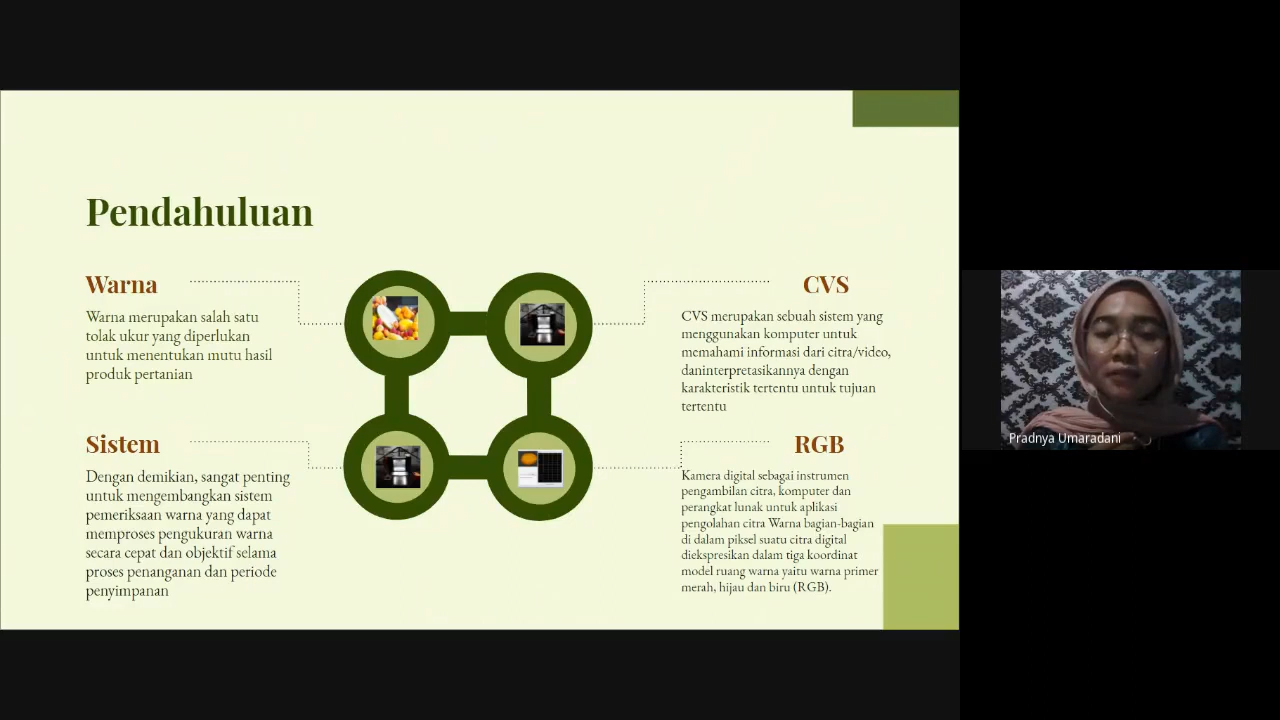 Pendahuluan
Warna
Warna merupakan salah satu
tolak ukur yang diperlukan
untuk menentukan mutu hasil
produk pertanian
CVS
CVS merupakan sebuah sistem yang
menggunakan komputer untuk
memahami informasi dari citra/video,
daninterpretasikannya dengan
karakteristik tertentu untuk tujuan
tertentu
Sistem
Dengan demikian, sangat penting
untuk mengembangkan sistem
pemeriksaan warna yang dapat
memproses pengukuran warna
secara cepat dan objektif selama
proses penanganan dan periode
penyimpanan
RGB
Kamera digital sebagai instrumen
pengambilan citra, komputer dan
perangkat lunak untuk aplikasi
pengolahan citra Warna bagian-bagian
di dalam piksel suatu citra digital
diekspresikan dalam tiga koordinat
model ruang warna yaitu warna primer
merah, hijau dan biru (RGB).
Pradnya Umaradani